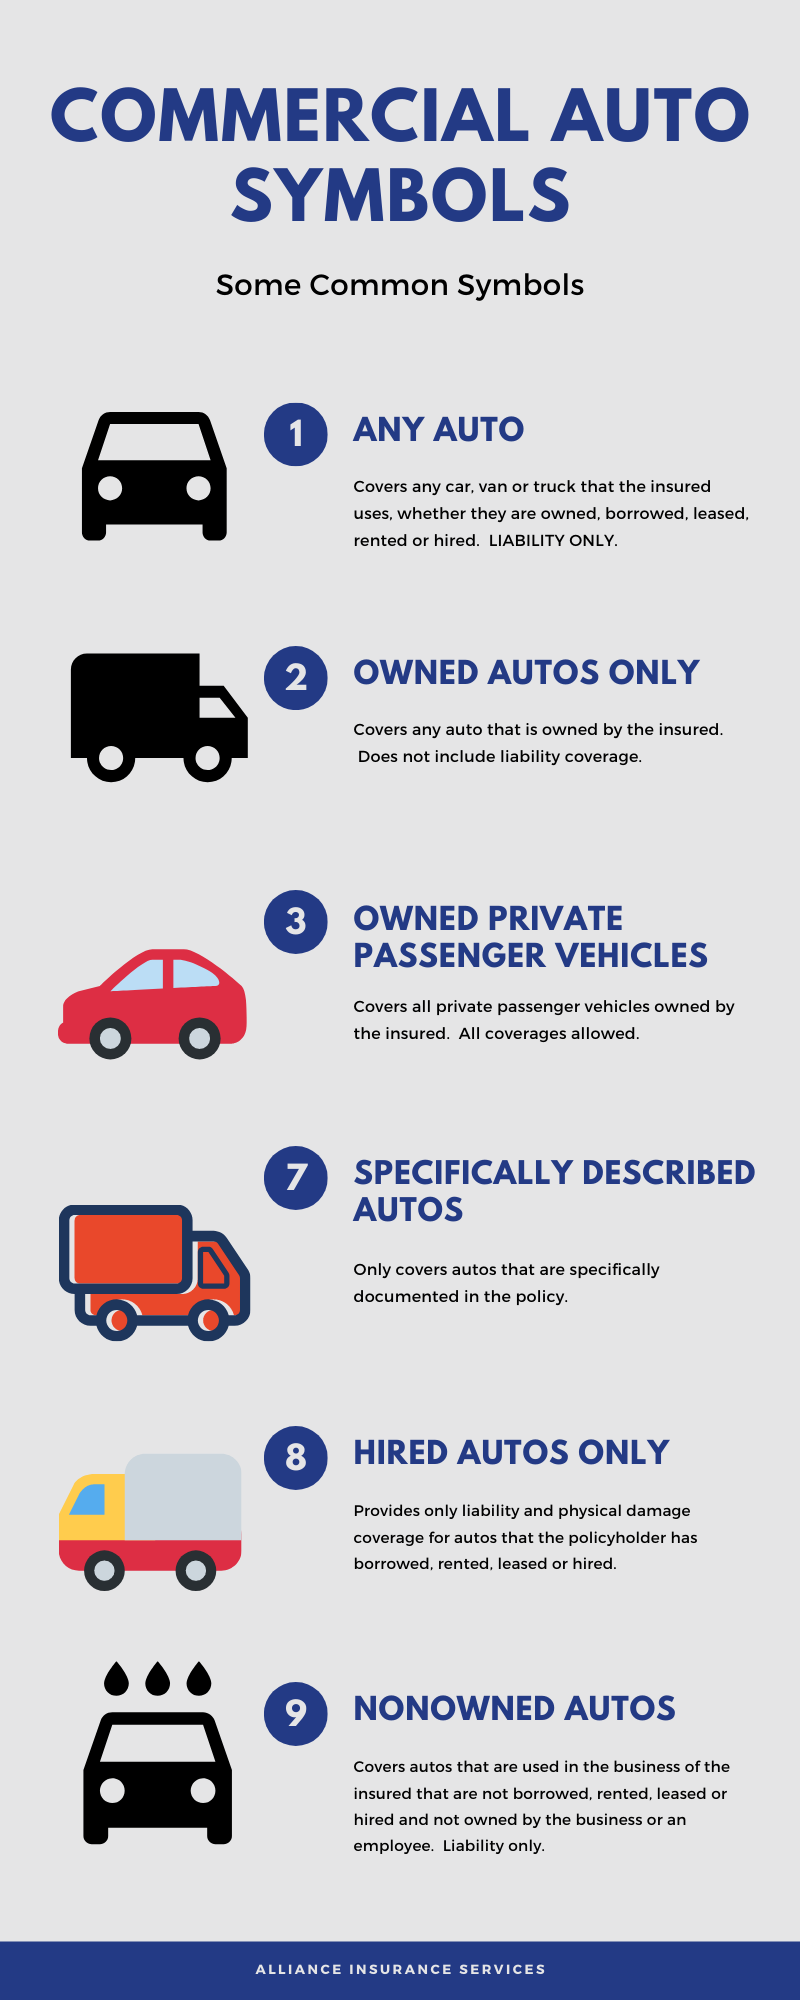 COMMERCIAL AUTO
SYMBOLS
Some Common Symbols
1
ANY AUTO
Covers any car, van or truck that the insured
uses, whether they are owned, borrowed, leased,
rented or hired.  LIABILITY ONLY.
2
OWNED AUTOS ONLY
Covers any auto that is owned by the insured.
Does not include liability coverage.
3
OWNED PRIVATE
PASSENGER VEHICLES
Covers all private passenger vehicles owned by
the insured.  All coverages allowed.
7
SPECIFICALLY DESCRIBED
AUTOS
Only covers autos that are specifically
documented in the policy.
8
HIRED AUTOS ONLY
Provides only liability and physical damage
coverage for autos that the policyholder has
borrowed, rented, leased or hired.
9
NONOWNED AUTOS
Covers autos that are used in the business of the
insured that are not borrowed, rented, leased or
hired and not owned by the business or an
employee.  Liability only.
ALLIANCE INSURANCE SERVICES